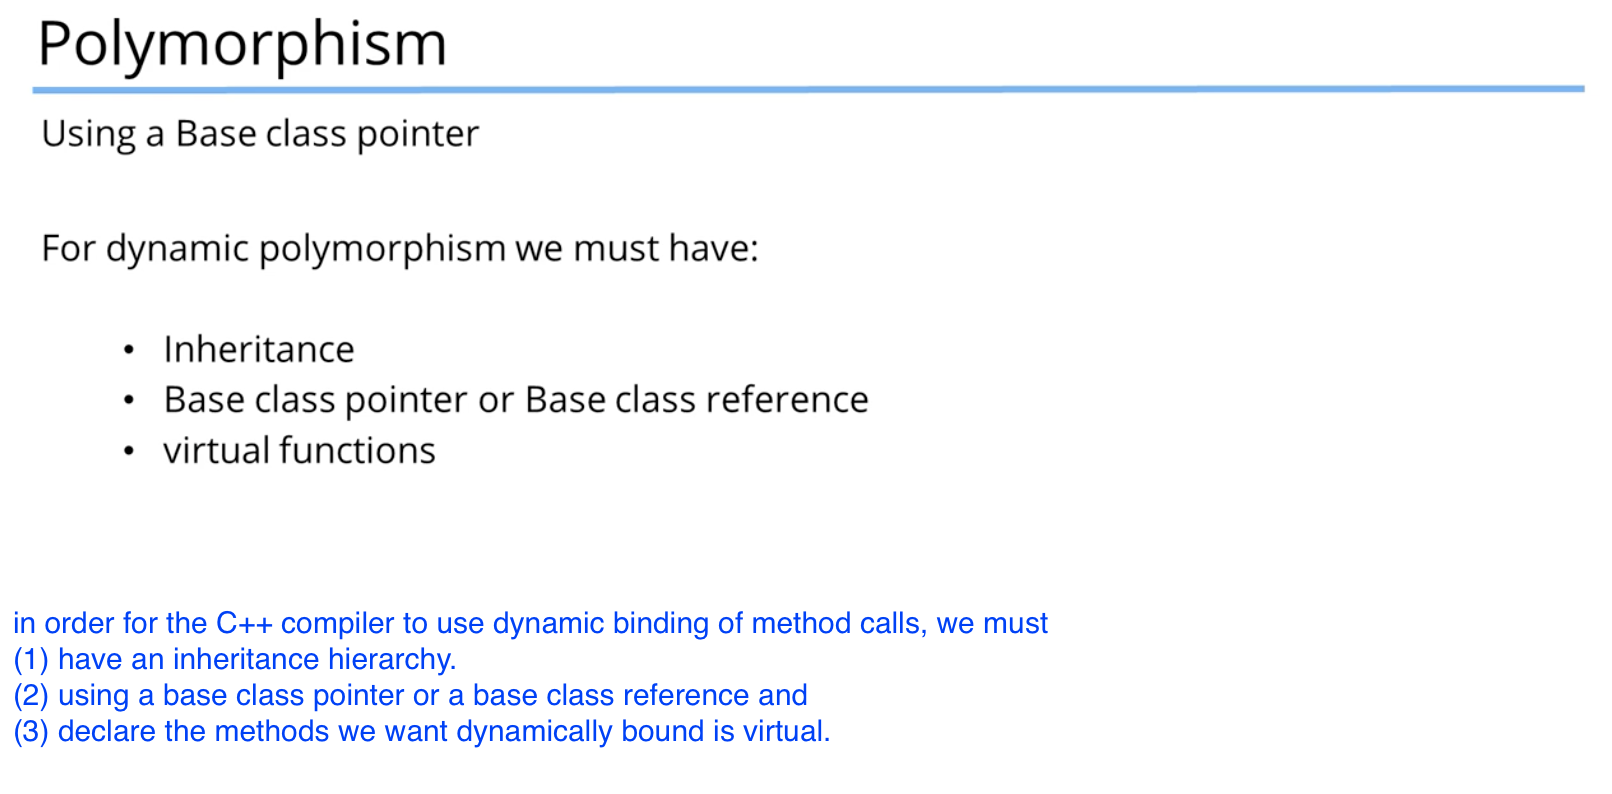 Polymorphism
Using a Base class pointer
For dynamic polymorphism we must have:
• Inheritance
• Base class pointer or Base class reference
• virtual functions
in order for the C++ compiler to use dynamic binding of method calls, we must
(1) have an inheritance hierarchy.
(2) using a base class pointer or a base class reference and
(3) declare the methods we want dynamically bound is virtual.